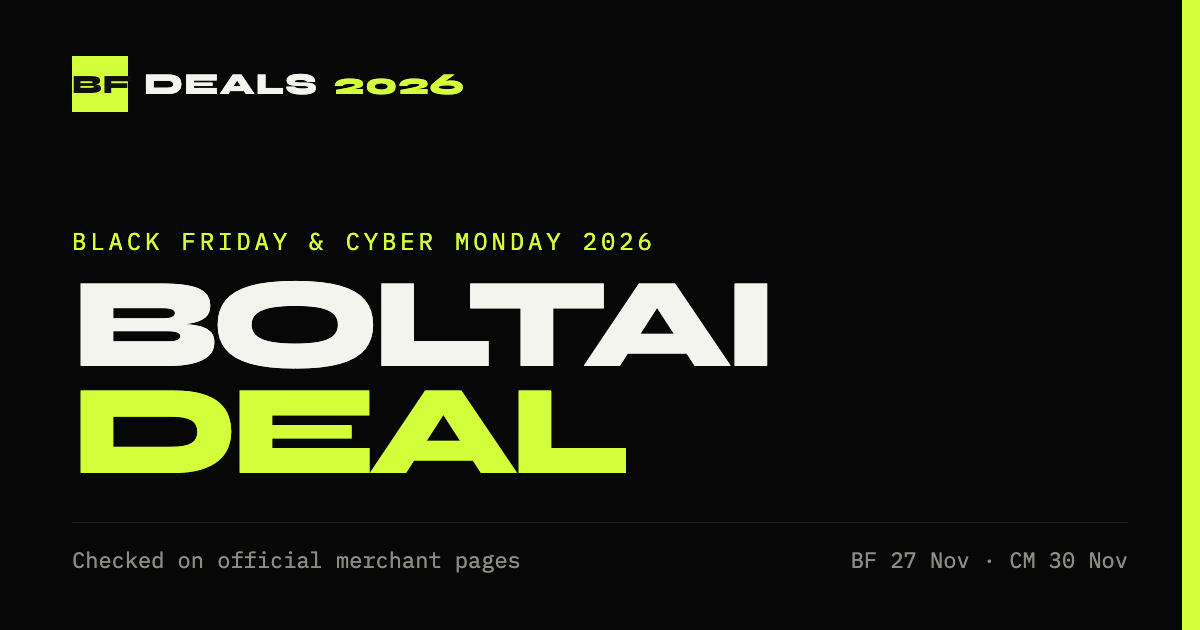 BF DEALS 2026
BLACK FRIDAY & CYBER MONDAY 2026
BOLTAI
DEAL
Checked on official merchant pages
BF 27 Nov · CM 30 Nov